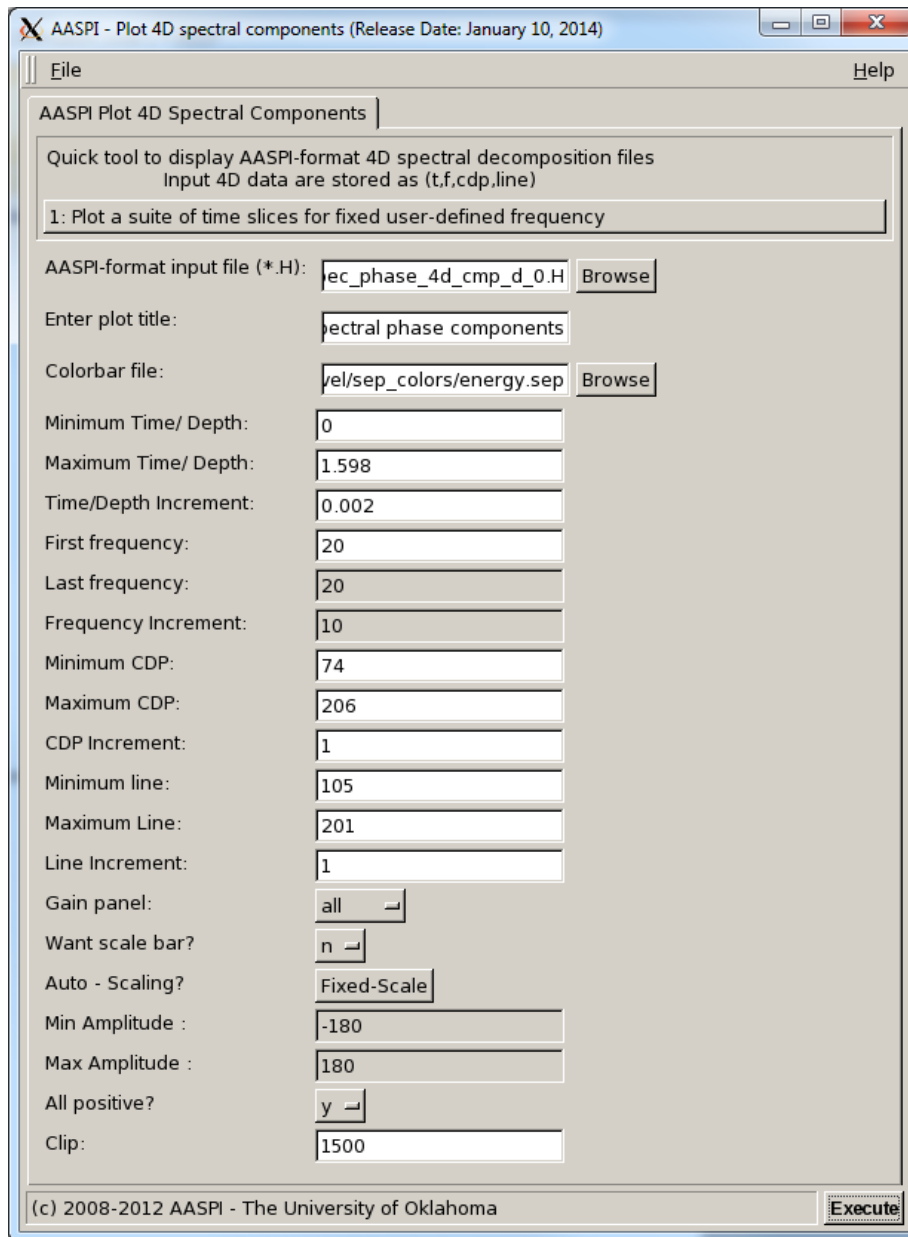 AASPI - Plot 4D spectral components (Release Date: January 10, 2014)
File Help
AASPI Plot 4D Spectral Components
Quick tool to display AASPI-format 4D spectral decomposition files
Input 4D data are stored as (t,f,cdp,line)
1: Plot a suite of time slices for fixed user-defined frequency
AASPI-format input file (*.H): ec_phase_4d_cmp_d_0.H Browse
Enter plot title: ectral phase components
Colorbar file: vel/sep_colors/energy.sep Browse
Minimum Time/ Depth: 0
Maximum Time/ Depth: 1.598
Time/Depth Increment: 0.002
First frequency: 20
Last frequency: 20
Frequency Increment: 10
Minimum CDP: 74
Maximum CDP: 206
CDP Increment: 1
Minimum line: 105
Maximum Line: 201
Line Increment: 1
Gain panel: all
Want scale bar? n
Auto - Scaling? Fixed-Scale
Min Amplitude : -180
Max Amplitude : 180
All positive? y
Clip: 1500
(c) 2008-2012 AASPI - The University of Oklahoma Execute